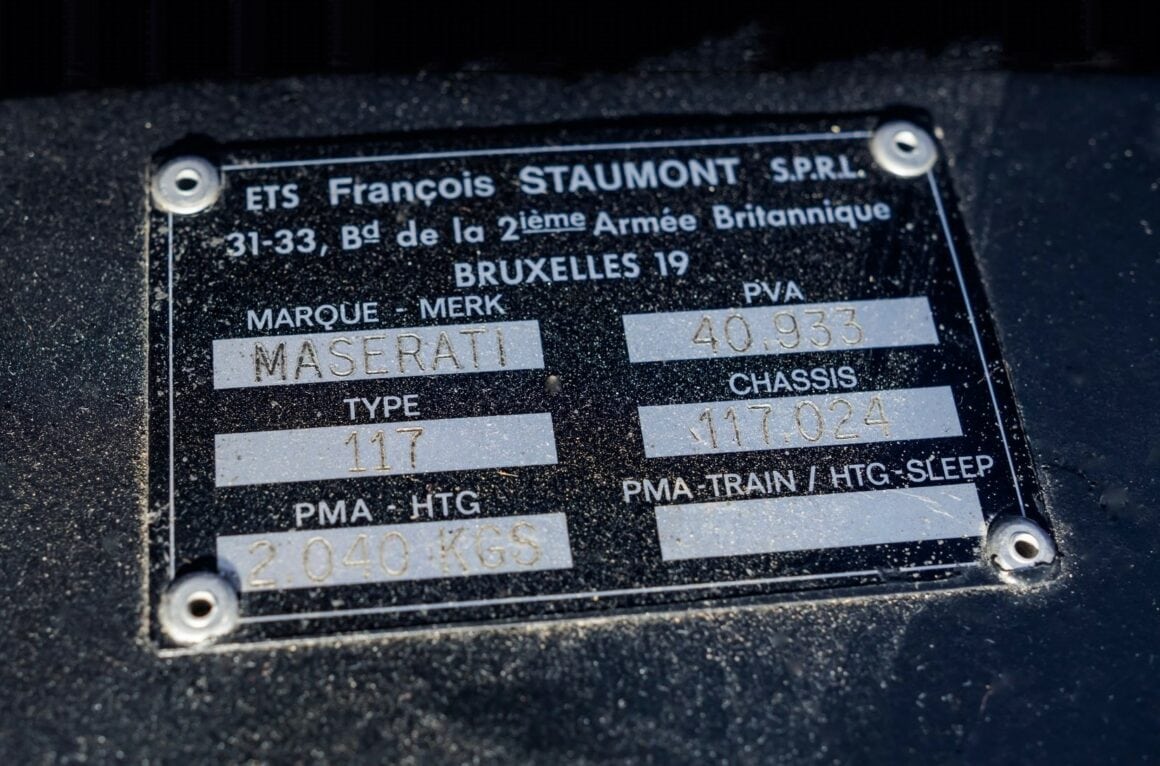 ETS François STAUMONT S.P.R.L.
31-33, Bd de la 2ième Armée Britannique
BRUXELLES 19
MARQUE - MERK
MASERATI
PVA
40.933
TYPE
117
CHASSIS
117.024
PMA - HTG
2.040 KGS
PMA-TRAIN / HTG-SLEEP